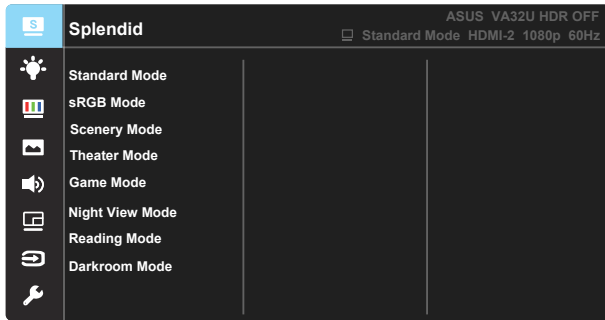 S
Splendid
ASUS VA32U HDR OFF
Standard Mode HDMI-2 1080p 60Hz
Standard Mode
sRGB Mode
Scenery Mode
Theater Mode
Game Mode
Night View Mode
Reading Mode
Darkroom Mode